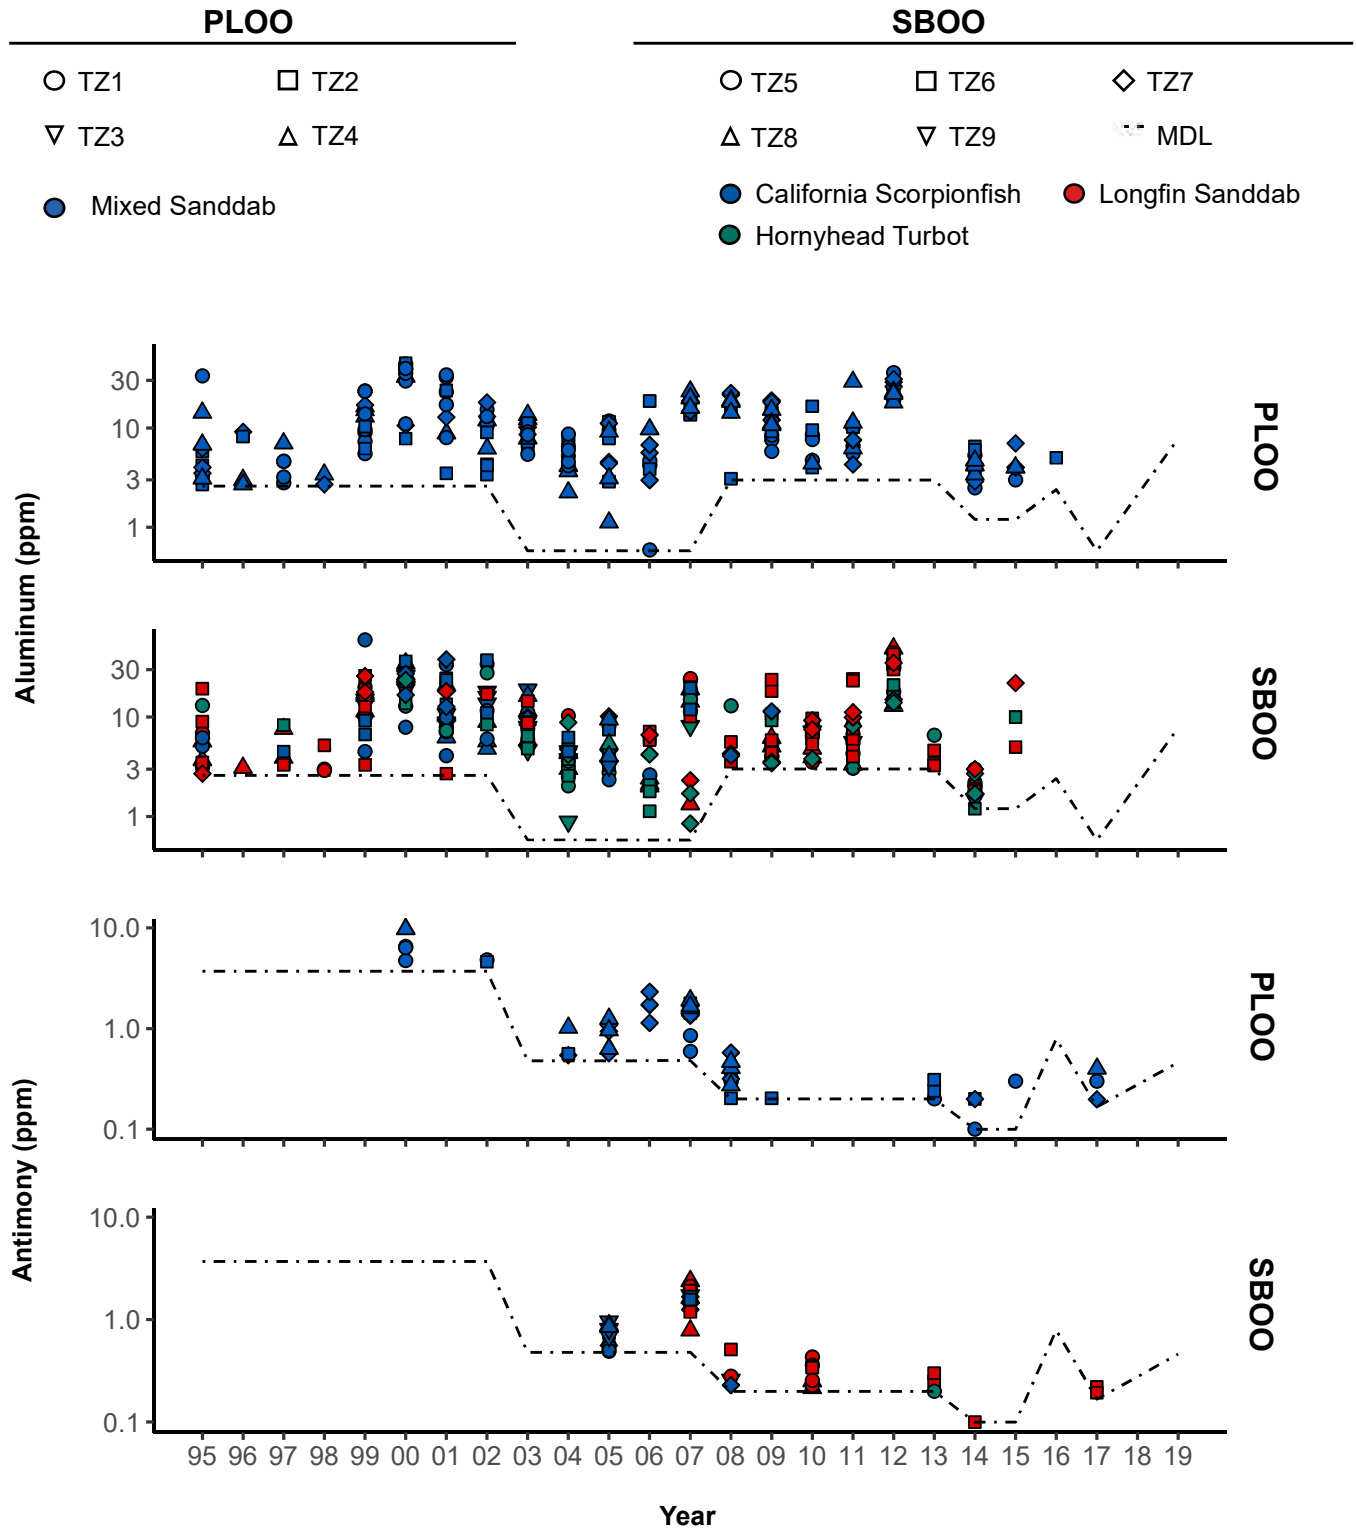 PLOO SBOO
TZ1 TZ2 TZ5 TZ6 TZ7
TZ3 TZ4 TZ8 TZ9 MDL
Mixed Sanddab California Scorpionfish Longfin Sanddab
Hornyhead Turbot
Aluminum (ppm)
30
10
3
1
PLOO
30
10
3
1
SBOO
Antimony (ppm)
10.0
1.0
0.1
PLOO
10.0
1.0
0.1
SBOO
95 96 97 98 99 00 01 02 03 04 05 06 07 08 09 10 11 12 13 14 15 16 17 18 19
Year